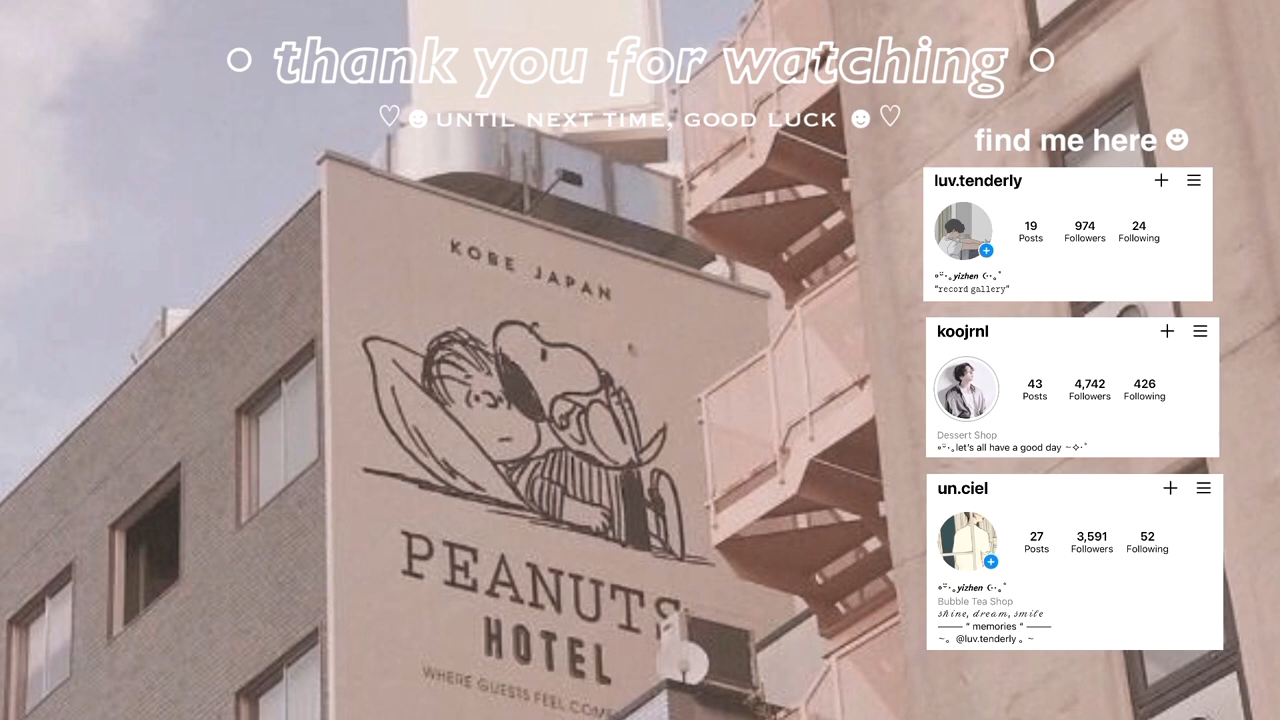 ○ thank you for watching ○
♡ ☻ UNTIL NEXT TIME, GOOD LUCK ☻ ♡
find me here ☻
luv.tenderly
19 974 24
Posts Followers Following
yizhen
"record gallery"
koojrnl
43 4,742 426
Posts Followers Following
Dessert Shop
let's all have a good day
un.ciel
27 3,591 52
Posts Followers Following
yizhen
Bubble Tea Shop
shine, dream, smile
—— " memories " ——
~。 @luv.tenderly 。~
KOBE JAPAN
PEANUTS
HOTEL
WHERE GUESTS FEEL